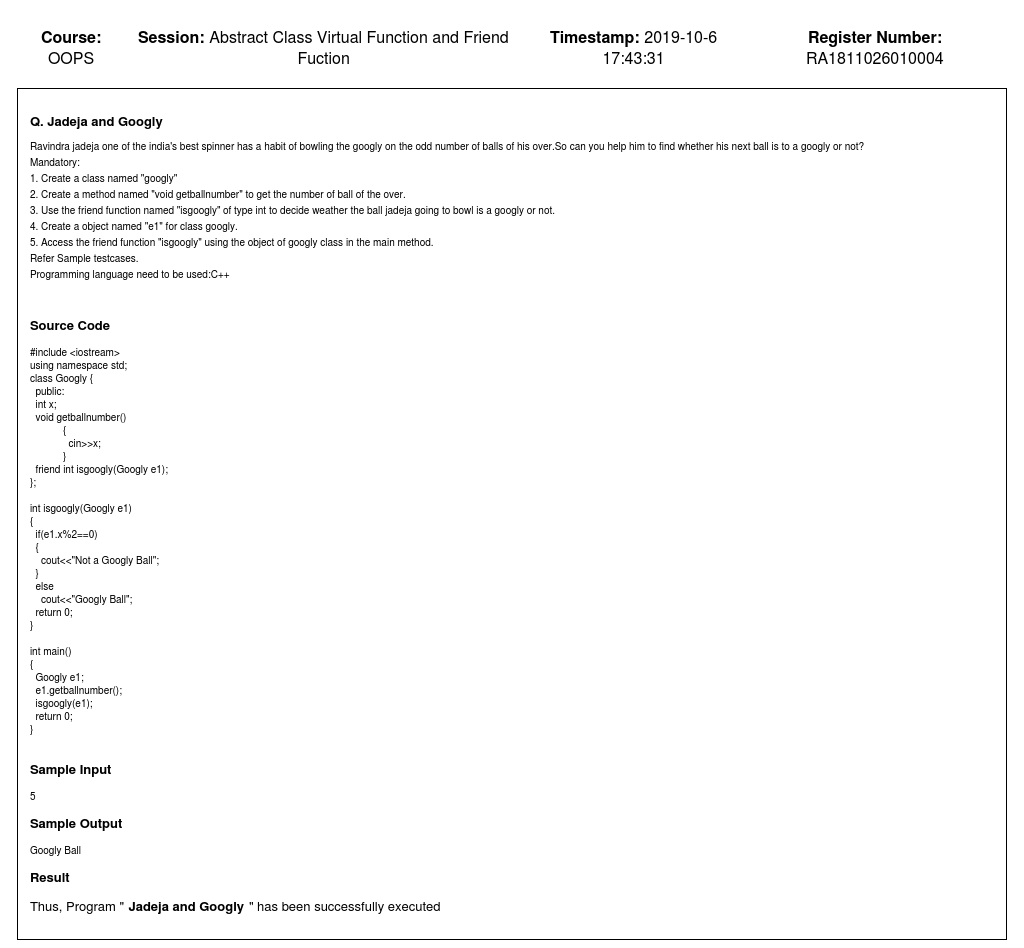 Course: OOPS
Session: Abstract Class Virtual Function and Friend Fuction
Timestamp: 2019-10-6 17:43:31
Register Number: RA1811026010004
Q. Jadeja and Googly
Ravindra jadeja one of the india's best spinner has a habit of bowling the googly on the odd number of balls of his over.So can you help him to find whether his next ball is to a googly or not?
Mandatory:
1. Create a class named "googly"
2. Create a method named "void getballnumber" to get the number of ball of the over.
3. Use the friend function named "isgoogly" of type int to decide weather the ball jadeja going to bowl is a googly or not.
4. Create a object named "e1" for class googly.
5. Access the friend function "isgoogly" using the object of googly class in the main method.
Refer Sample testcases.
Programming language need to be used:C++
Source Code
#include <iostream>
using namespace std;
class Googly {
public:
int x;
void getballnumber()
{
cin>>x;
}
friend int isgoogly(Googly e1);
};
int isgoogly(Googly e1)
{
if(e1.x%2==0)
{
cout<<"Not a Googly Ball";
}
else
cout<<"Googly Ball";
return 0;
}
int main()
{
Googly e1;
e1.getballnumber();
isgoogly(e1);
return 0;
}
Sample Input
5
Sample Output
Googly Ball
Result
Thus, Program " Jadeja and Googly " has been successfully executed